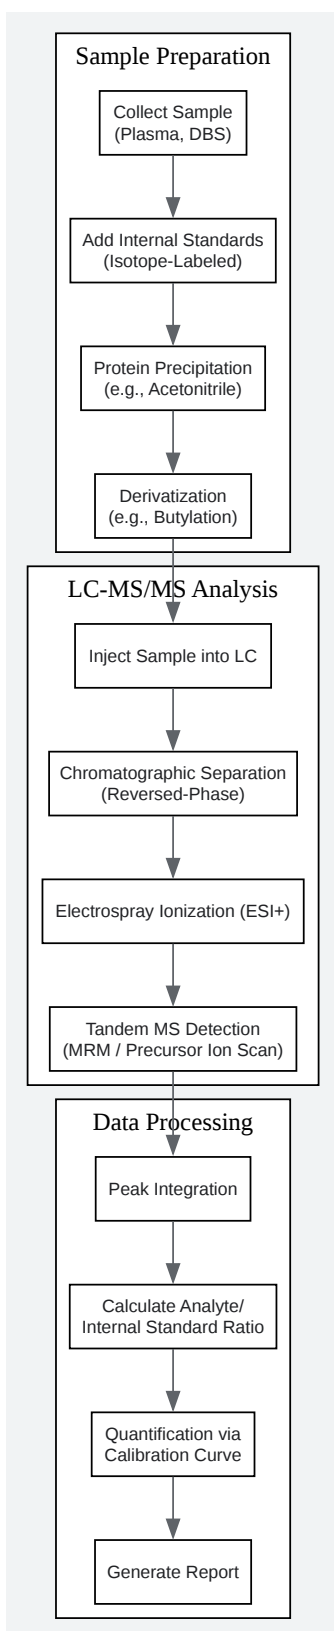 Sample Preparation
Collect Sample
(Plasma, DBS)
Add Internal Standards
(Isotope-Labeled)
Protein Precipitation
(e.g., Acetonitrile)
Derivatization
(e.g., Butylation)
LC-MS/MS Analysis
Inject Sample into LC
Chromatographic Separation
(Reversed-Phase)
Electrospray Ionization (ESI+)
Tandem MS Detection
(MRM / Precursor Ion Scan)
Data Processing
Peak Integration
Calculate Analyte/
Internal Standard Ratio
Quantification via
Calibration Curve
Generate Report